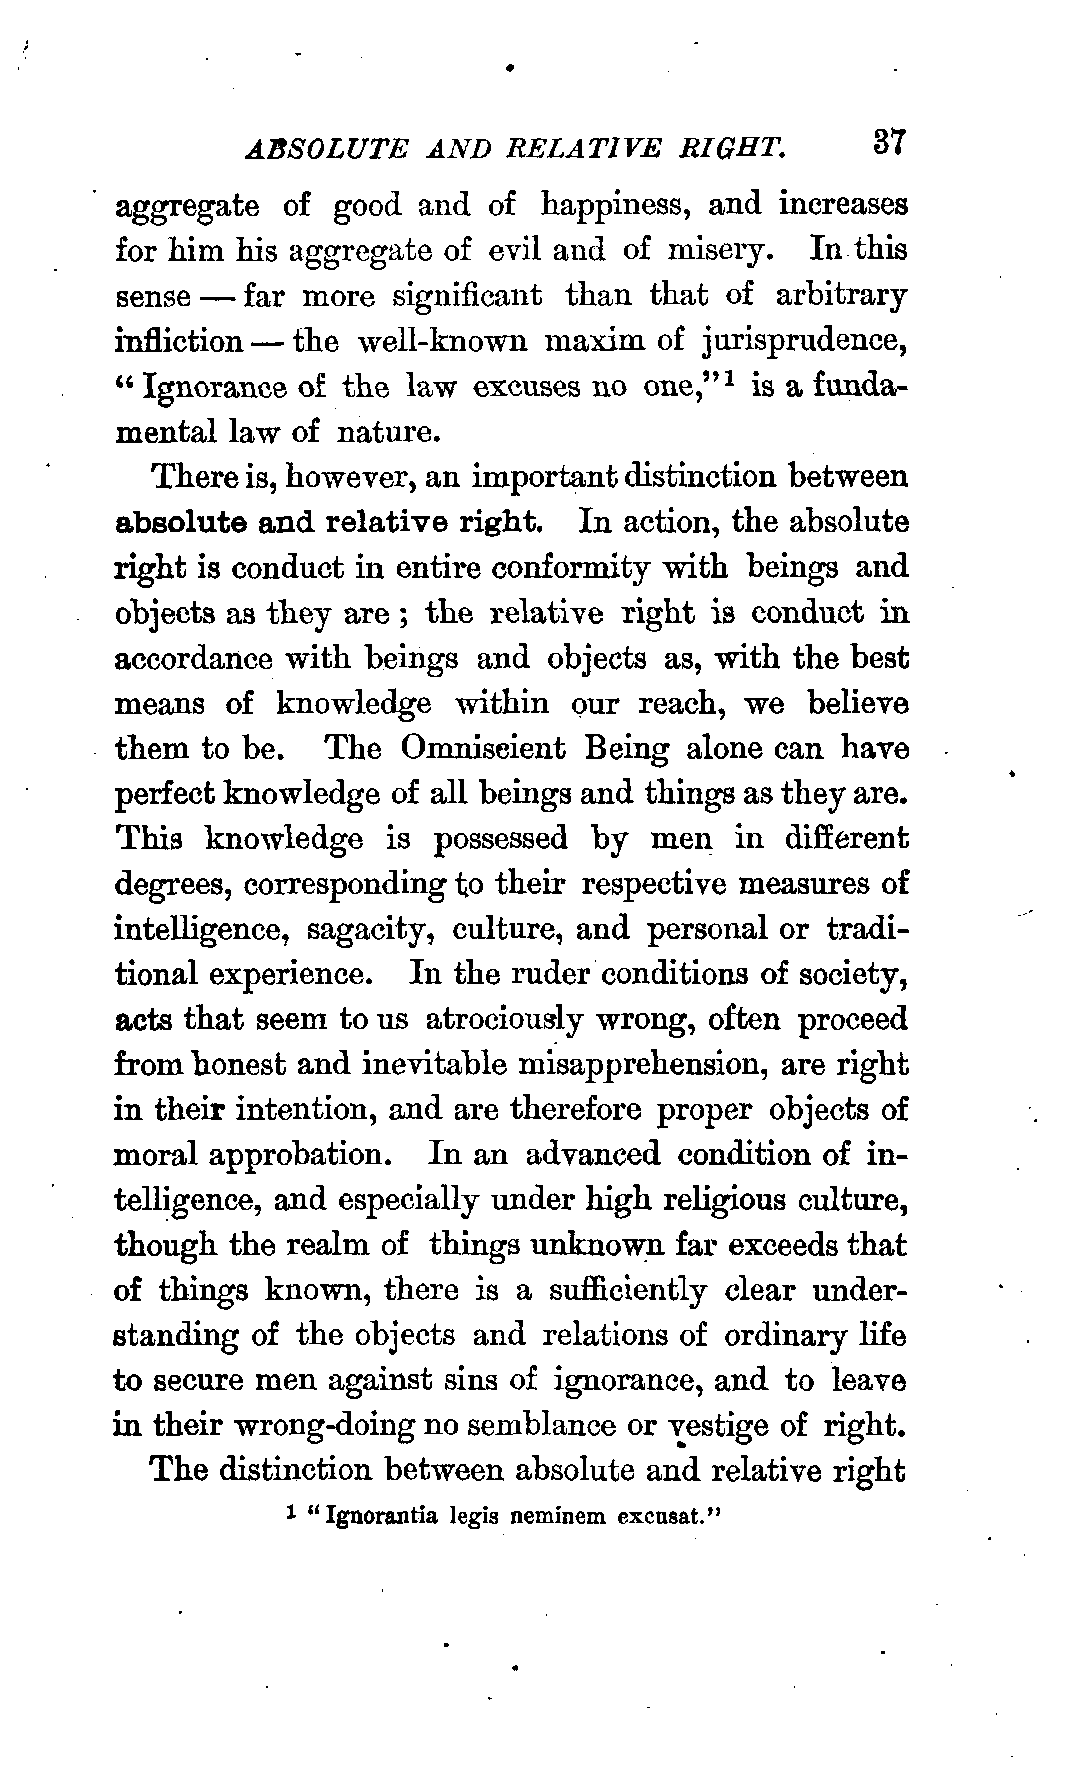 ABSOLUTE AND RELATIVE RIGHT. 37
aggregate of good and of happiness, and increases
for him his aggregate of evil and of misery. In this
sense — far more significant than that of arbitrary
infliction — the well-known maxim of jurisprudence,
“Ignorance of the law excuses no one,”¹ is a funda-
mental law of nature.
There is, however, an important distinction between
absolute and relative right. In action, the absolute
right is conduct in entire conformity with beings and
objects as they are; the relative right is conduct in
accordance with beings and objects as, with the best
means of knowledge within our reach, we believe
them to be. The Omniscient Being alone can have
perfect knowledge of all beings and things as they are.
This knowledge is possessed by men in different
degrees, corresponding to their respective measures of
intelligence, sagacity, culture, and personal or tradi-
tional experience. In the ruder conditions of society,
acts that seem to us atrociously wrong, often proceed
from honest and inevitable misapprehension, are right
in their intention, and are therefore proper objects of
moral approbation. In an advanced condition of in-
telligence, and especially under high religious culture,
though the realm of things unknown far exceeds that
of things known, there is a sufficiently clear under-
standing of the objects and relations of ordinary life
to secure men against sins of ignorance, and to leave
in their wrong-doing no semblance or vestige of right.
The distinction between absolute and relative right
¹ “Ignorantia legis neminem excusat.”